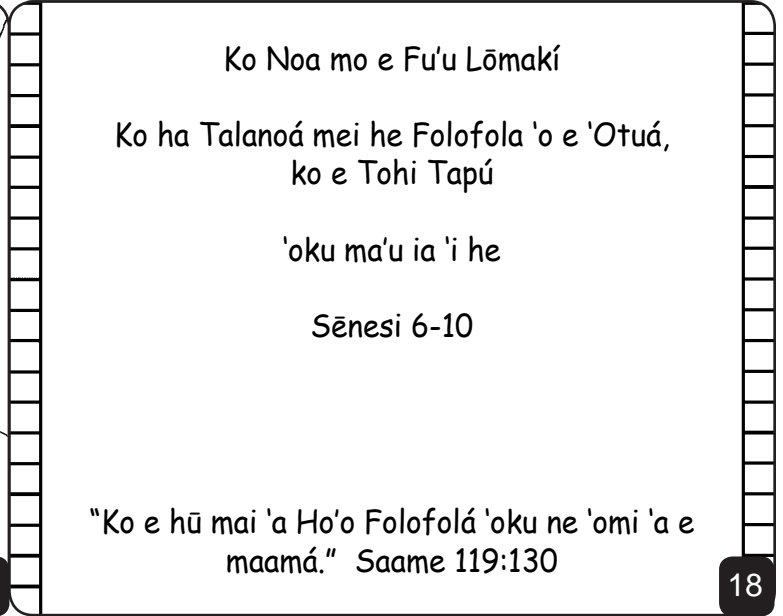 Ko Noa mo e Fu'u Lōmakí
Ko ha Talanoá mei he Folofola ‘o e ‘Otuá,
ko e Tohi Tapú
‘oku ma'u ia ‘i he
Sēnesi 6-10
“Ko e hū mai ‘a Ho'o Folofolá ‘oku ne ‘omi ‘a e
maamá.” Saame 119:130
18